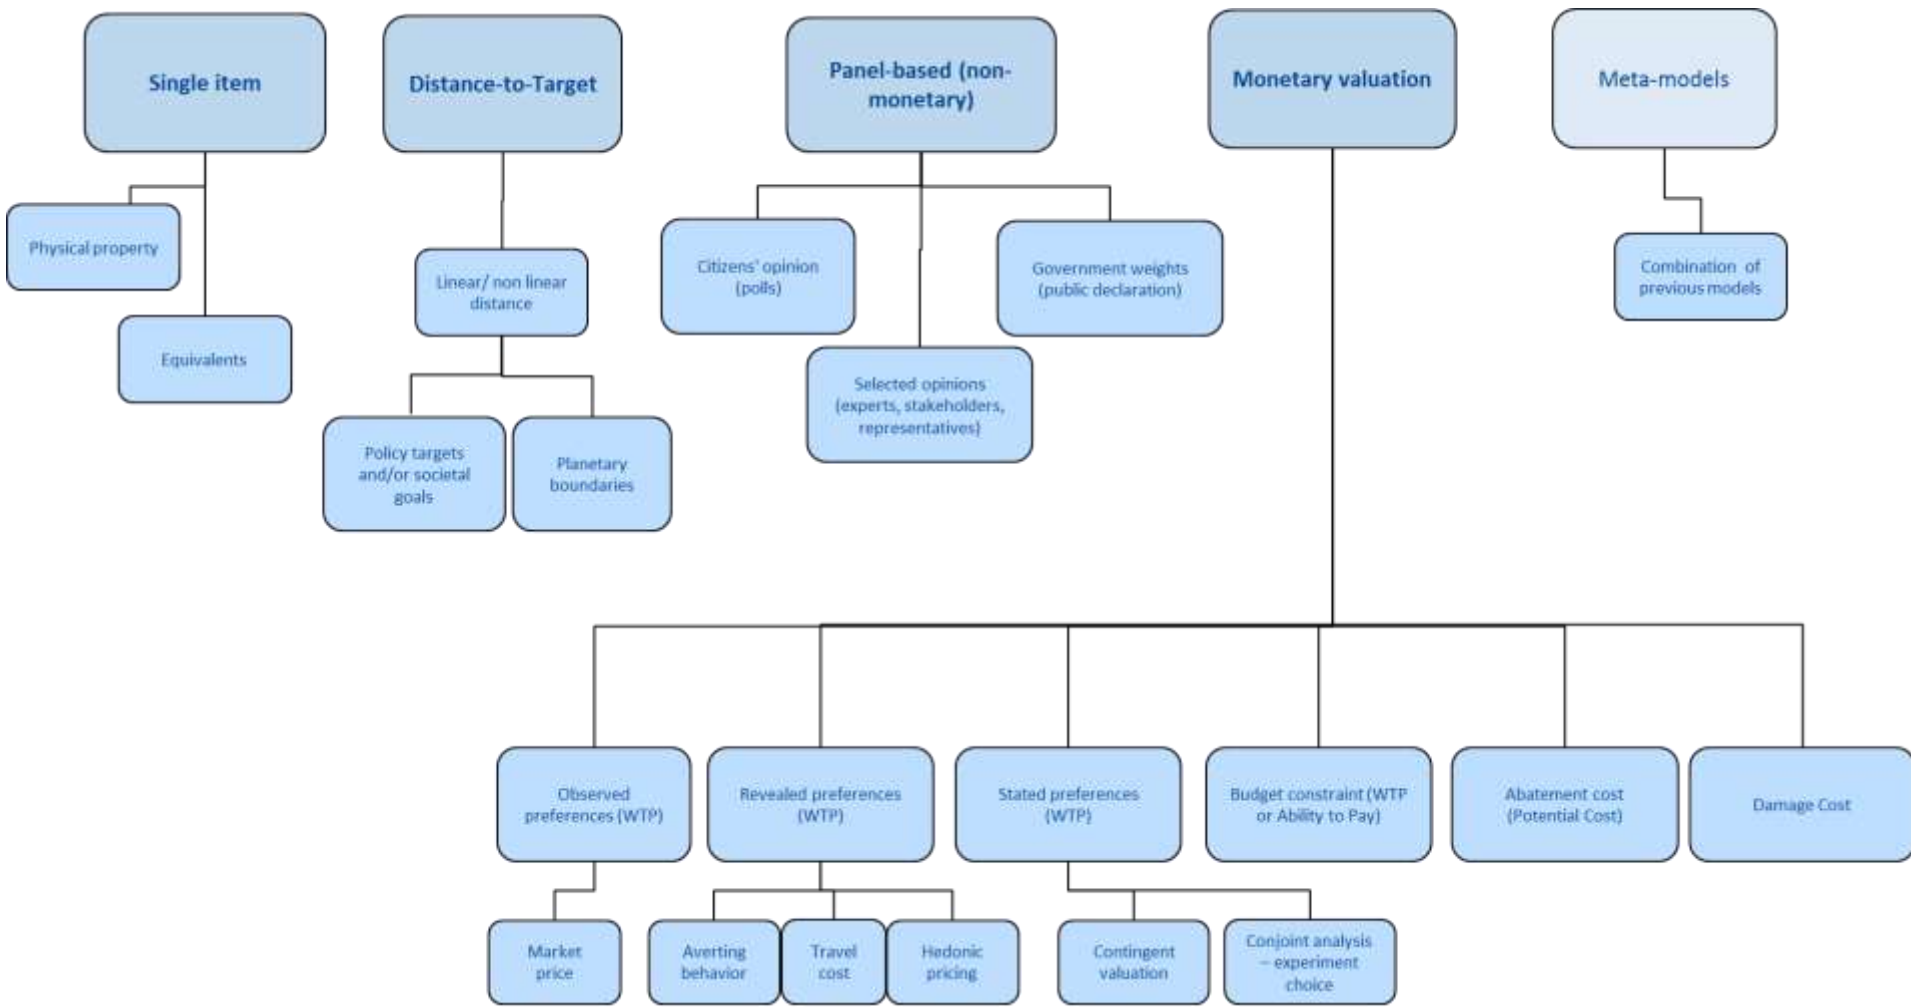 Single item
Distance-to-Target
Panel-based (non-
monetary)
Monetary valuation
Meta-models
Physical property
Equivalents
Linear/ non linear
distance
Policy targets
and/or societal
goals
Planetary
boundaries
Citizens' opinion
(polls)
Selected opinions
(experts, stakeholders,
representatives)
Government weights
(public declaration)
Combination of
previous models
Observed
preferences (WTP)
Revealed preferences
(WTP)
Stated preferences
(WTP)
Budget constraint (WTP
or Ability to Pay)
Abatement cost
(Potential Cost)
Damage Cost
Market
price
Averting
behavior
Travel
cost
Hedonic
pricing
Contingent
valuation
Conjoint analysis
– experiment
choice